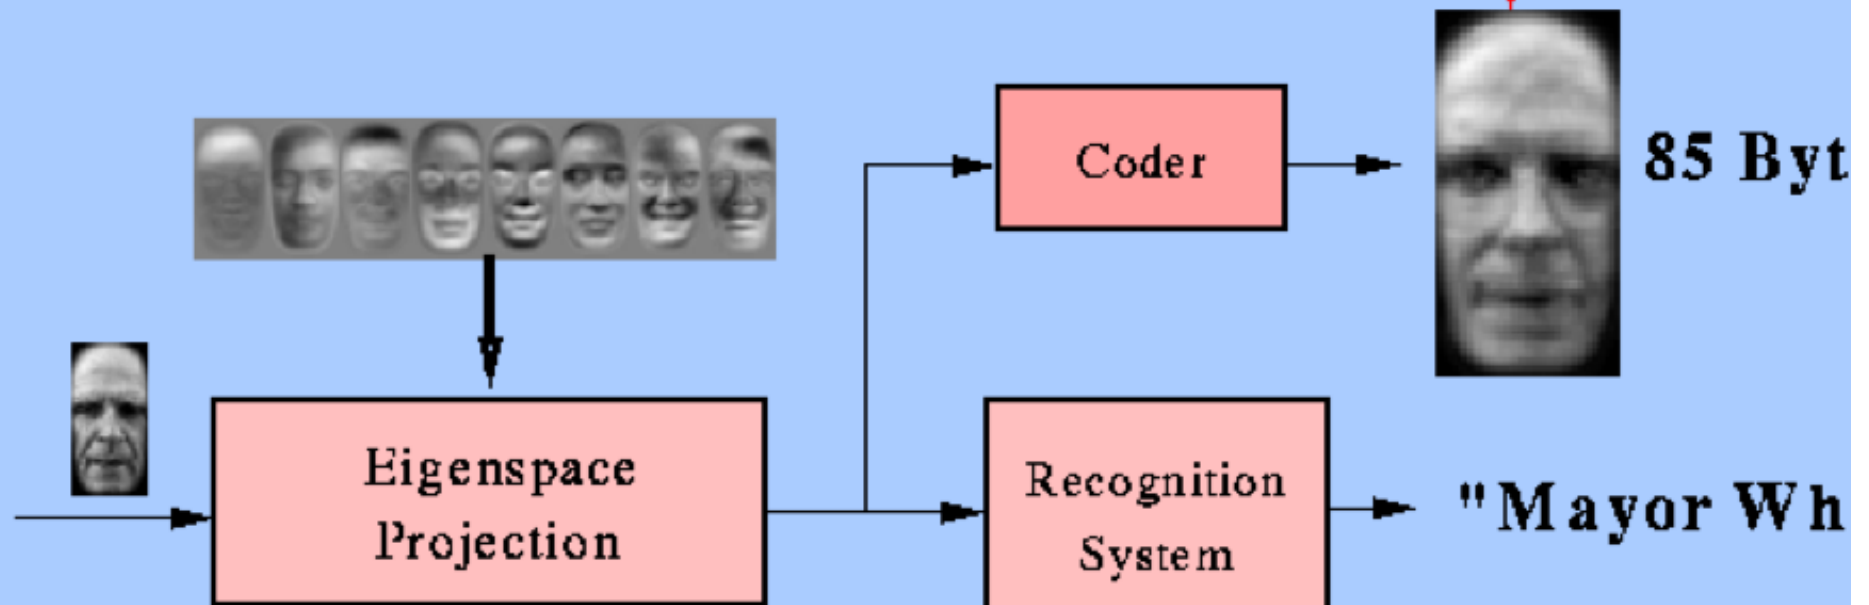 Coder
85 Byt
Eigenspace
Projection
Recognition
System
"Mayor Wh